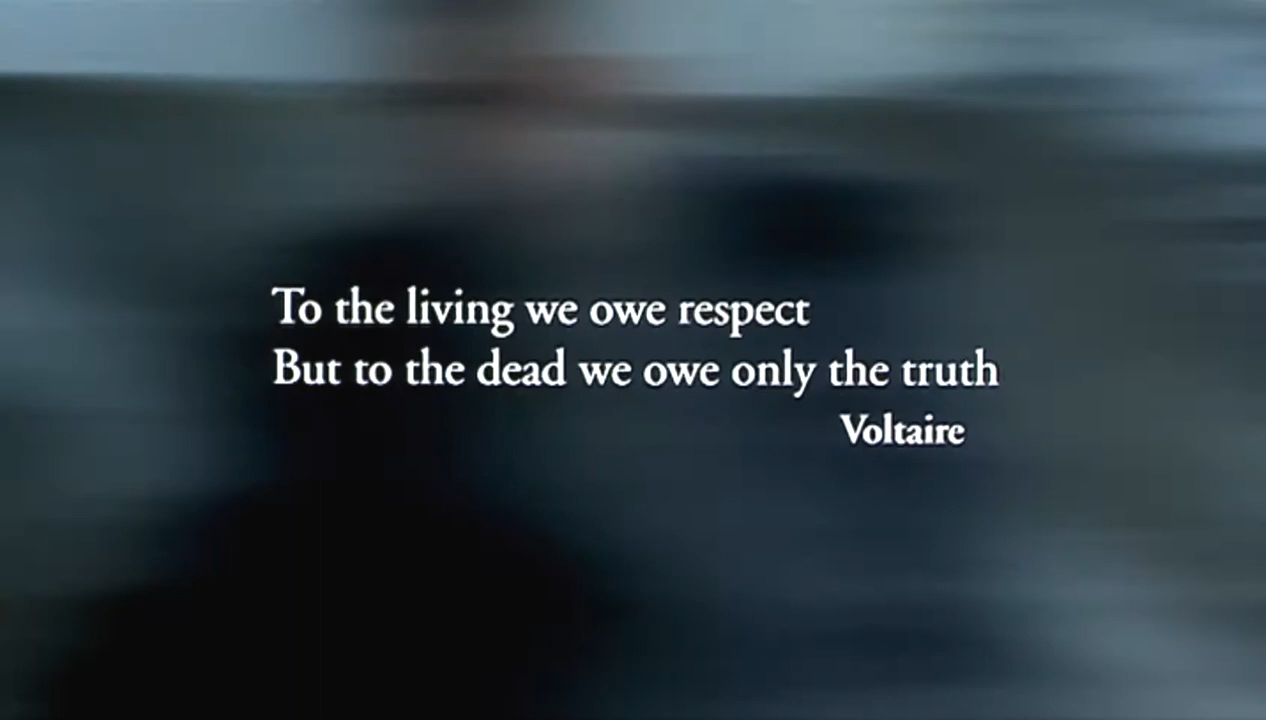 To the living we owe respect
But to the dead we owe only the truth
Voltaire